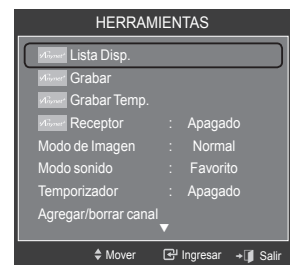 HERRAMIENTAS
Lista Disp.
Grabar
Grabar Temp.
Receptor : Apagado
Modo de Imagen : Normal
Modo sonido : Favorito
Temporizador : Apagado
Agregar/borrar canal
Mover Ingresar Salir